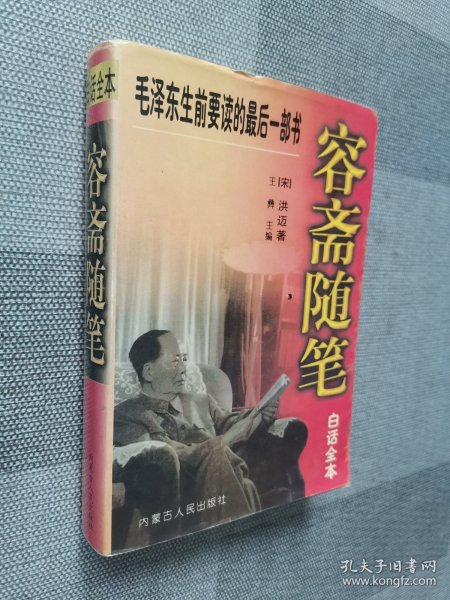 毛泽东生前要读的最后一部书
容斋随笔
[宋] 洪迈著
王彝主编
白话全本
内蒙古人民出版社
白话全本
容斋随笔
孔夫子旧书网
www.kongfz.com